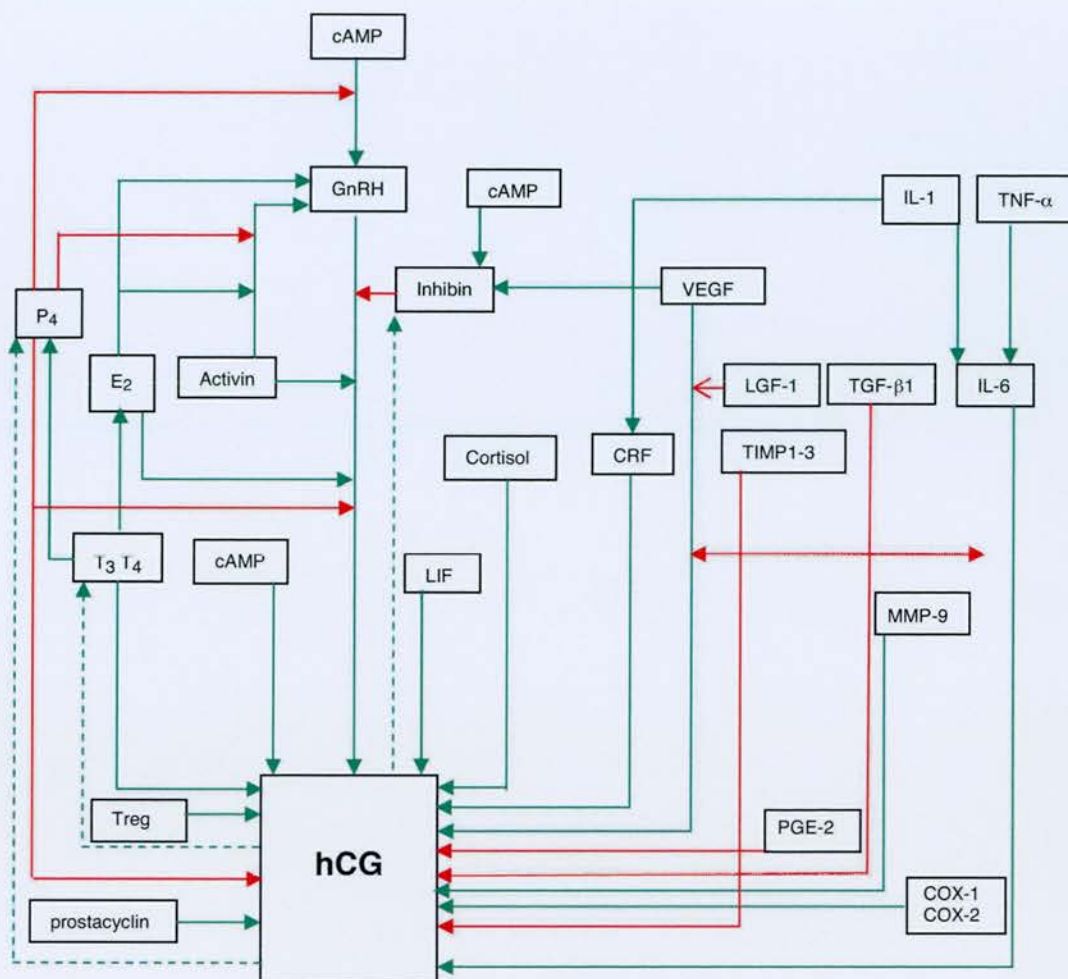 cAMP
GnRH
cAMP
IL-1
TNF-α
Inhibin
VEGF
P4
E2
Activin
LGF-1
TGF-β1
IL-6
Cortisol
CRF
TIMP1-3
T3 T4
cAMP
LIF
MMP-9
Treg
PGE-2
hCG
prostacyclin
COX-1
COX-2